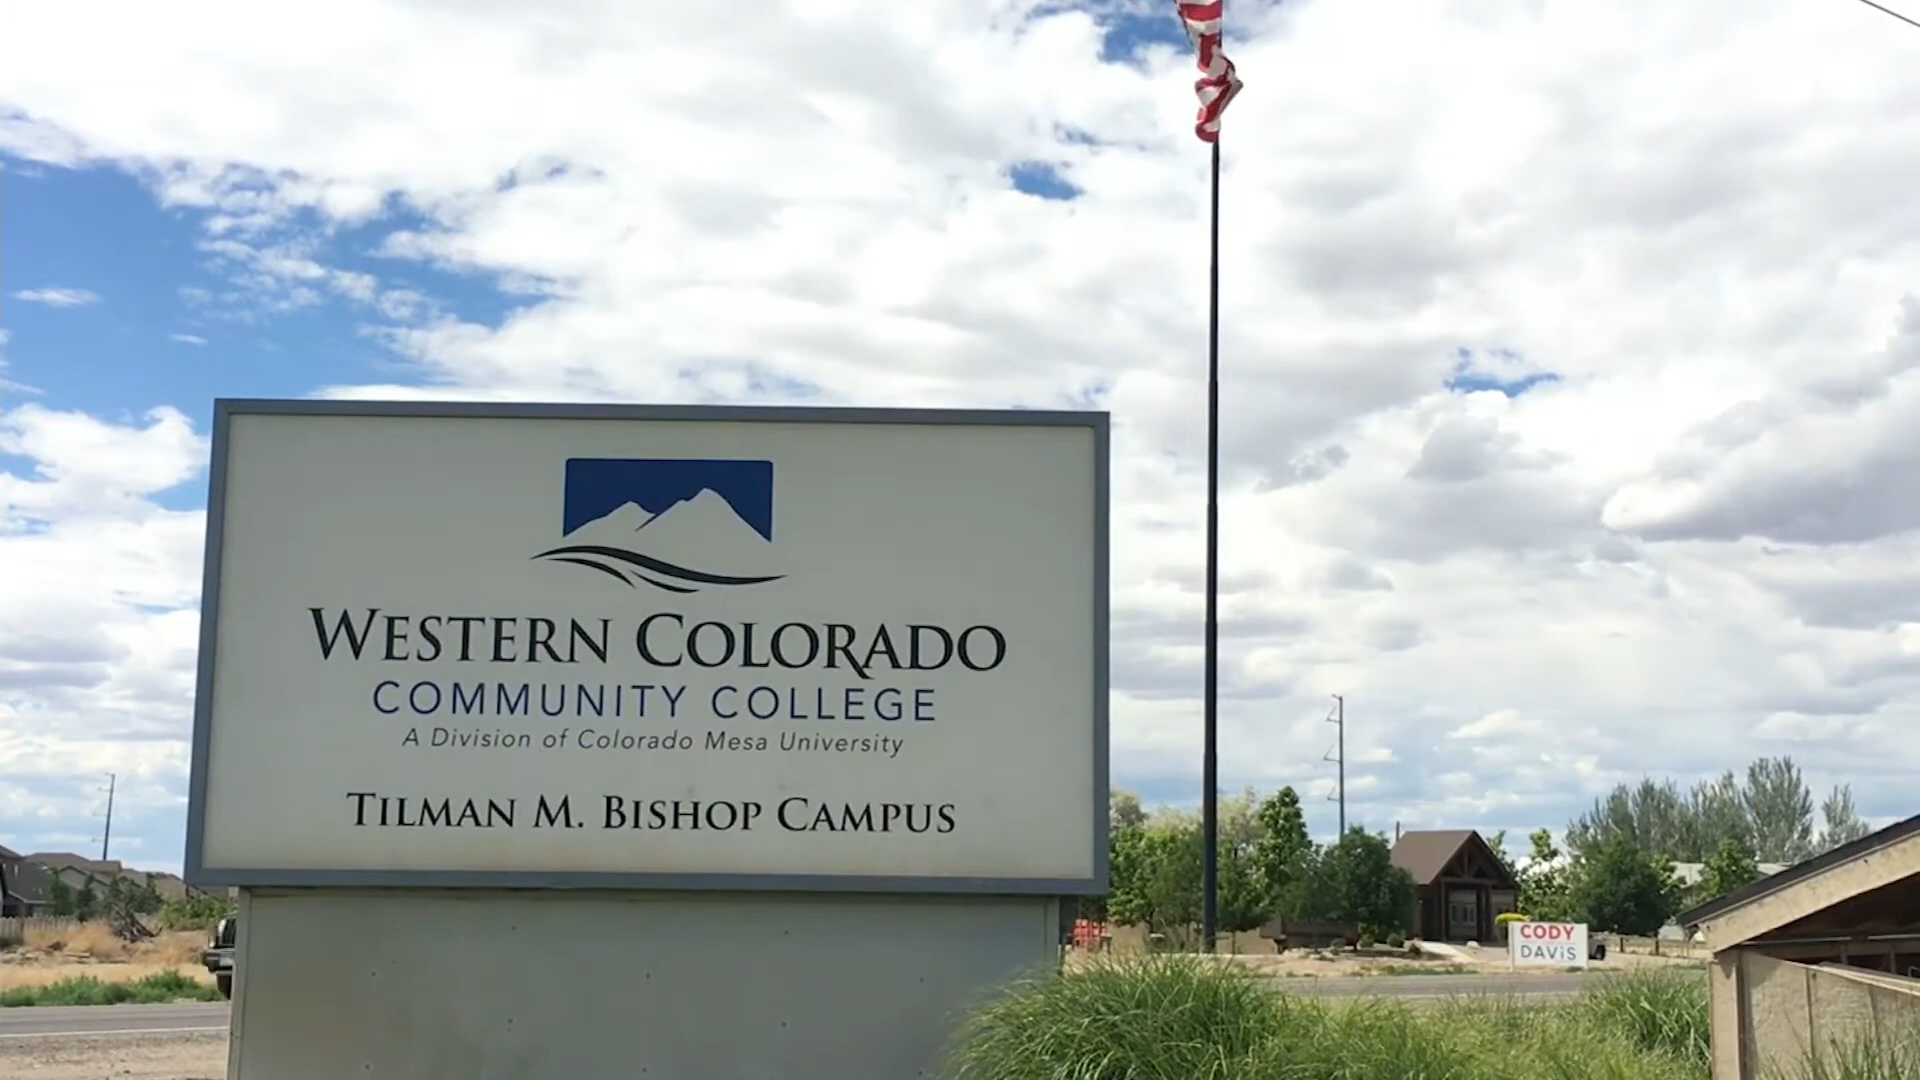 WESTERN COLORADO
COMMUNITY COLLEGE
A Division of Colorado Mesa University
TILMAN M. BISHOP CAMPUS
CODY
DAViS